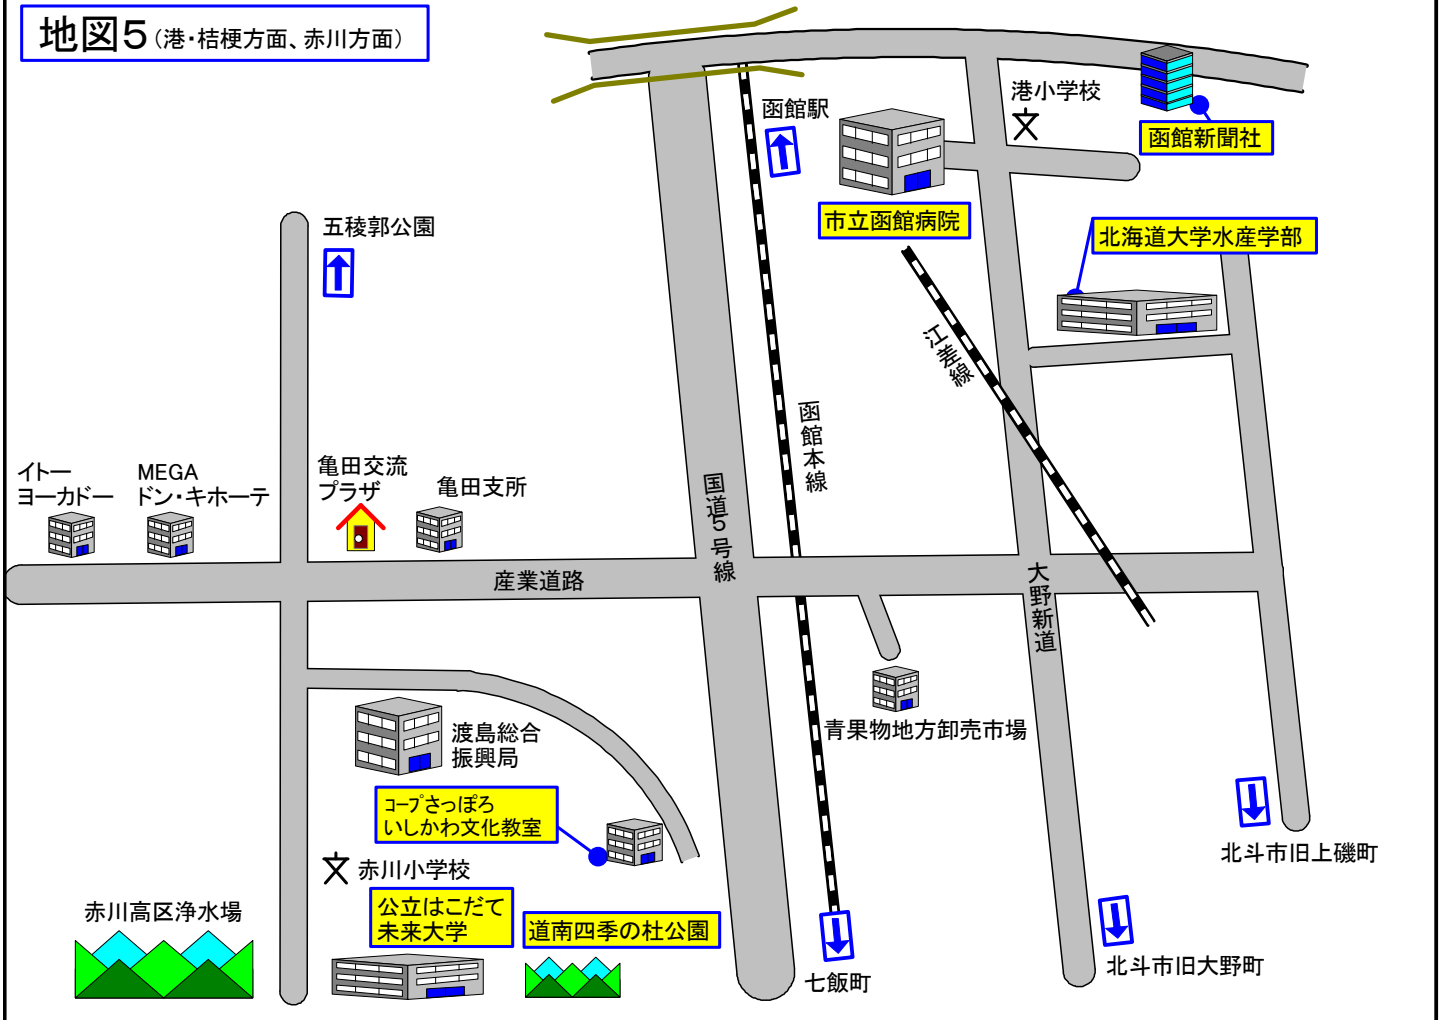 地図5(港・桔梗方面、赤川方面)
港小学校
函館駅
函館新聞社
市立函館病院
五稜郭公園
北海道大学水産学部
江差線
函館本線
イトー
ヨーカドー
MEGA
ドン・キホーテ
亀田交流
プラザ
亀田支所
国道5号線
産業道路
大野新道
青果物地方卸売市場
渡島総合
振興局
コープさっぽろ
いしかわ文化教室
赤川小学校
北斗市旧上磯町
公立はこだて
未来大学
赤川高区浄水場
道南四季の杜公園
七飯町
北斗市旧大野町